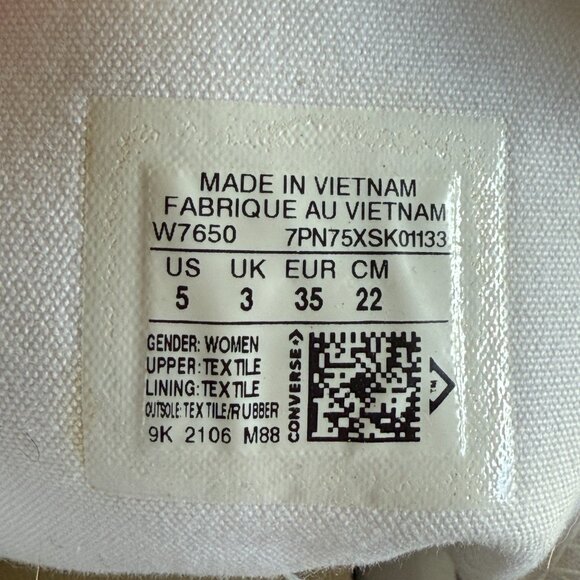 MADE IN VIETNAM
FABRIQUE AU VIETNAM
W7650 7PN75XSK01133
US UK EUR CM
5 3 35 22
GENDER: WOMEN
UPPER: TEXTILE
LINING: TEXTILE
OUTSOLE: TEXTILE/RUBBER
9K 2106 M88
CONVERSE
TM